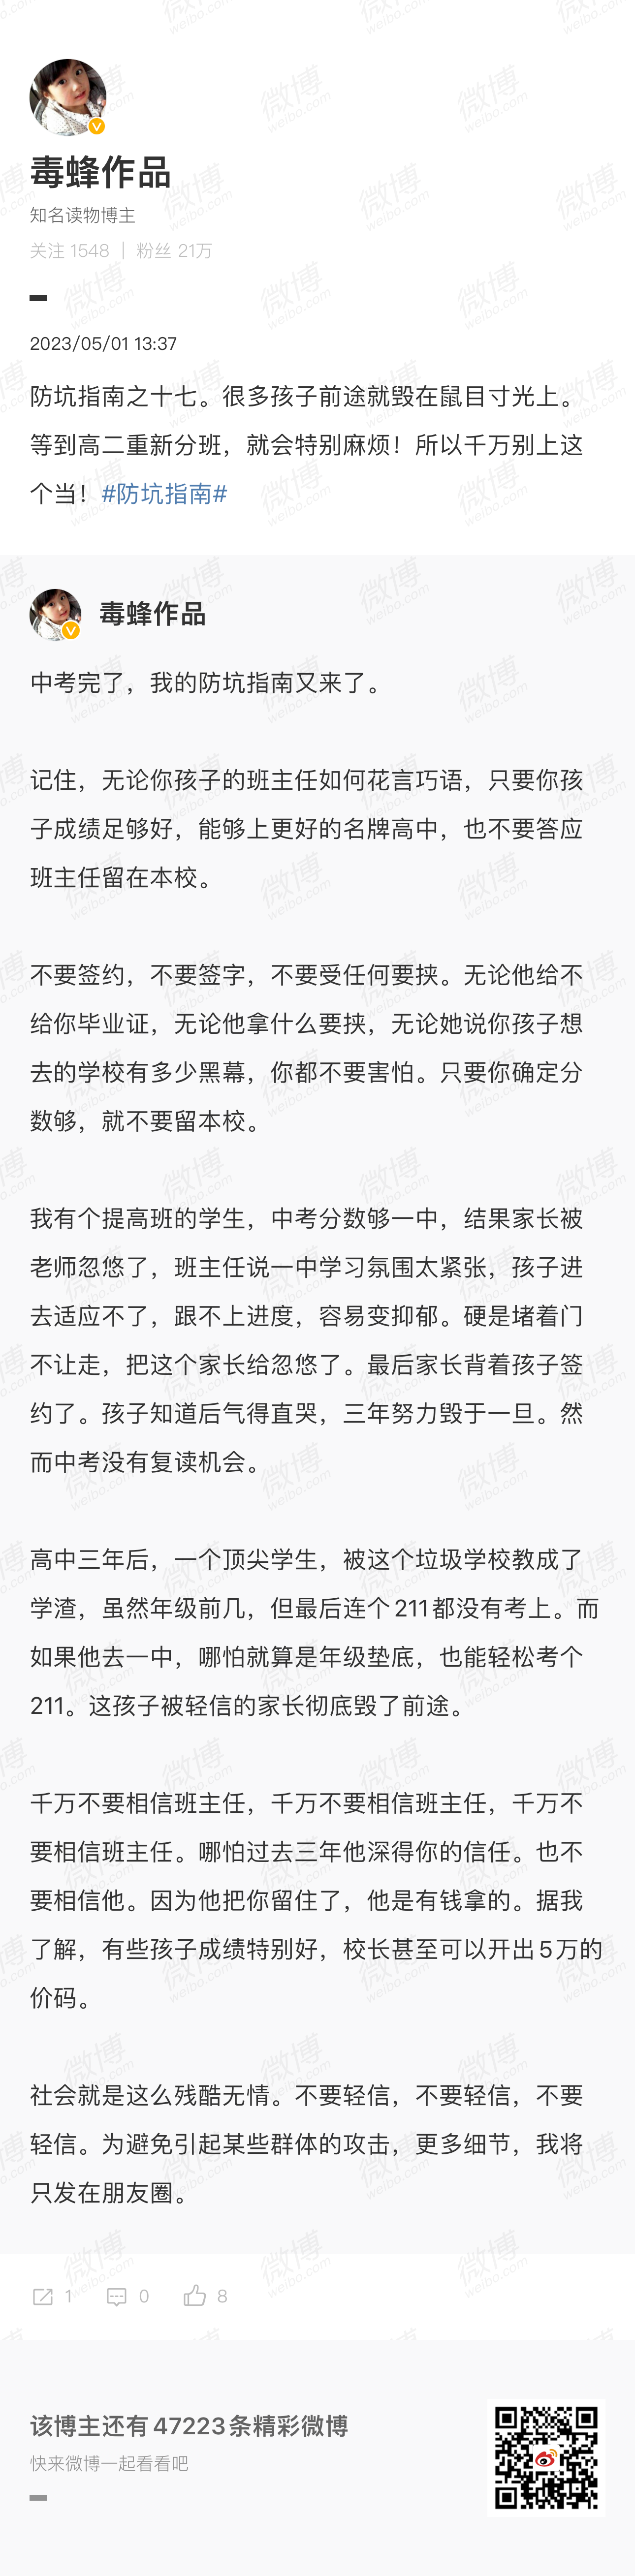 毒蜂作品
知名读物博主
关注 1548 | 粉丝 21万
2023/05/01 13:37
防坑指南之十七。很多孩子前途就毁在鼠目寸光上。
等到高二重新分班，就会特别麻烦！所以千万别上这
个当！#防坑指南#
毒蜂作品
中考完了，我的防坑指南又来了。
记住，无论你孩子的班主任如何花言巧语，只要你孩
子成绩足够好，能够上更好的名牌高中，也不要答应
班主任留在本校。
不要签约，不要签字，不要受任何要挟。无论他给不
给你毕业证，无论他拿什么要挟，无论她说你孩子想
去的学校有多少黑幕，你都不要害怕。只要你确定分
数够，就不要留本校。
我有个提高班的学生，中考分数够一中，结果家长被
老师忽悠了，班主任说一中学习氛围太紧张，孩子进
去适应不了，跟不上进度，容易变抑郁。硬是堵着门
不让走，把这个家长给忽悠了。最后家长背着孩子签
约了。孩子知道后气得直哭，三年努力毁于一旦。然
而中考没有复读机会。
高中三年后，一个顶尖学生，被这个垃圾学校教成了
学渣，虽然年级前几，但最后连个211都没有考上。而
如果他去一中，哪怕就算是年级垫底，也能轻松考个
211。这孩子被轻信的家长彻底毁了前途。
千万不要相信班主任，千万不要相信班主任，千万不
要相信班主任。哪怕过去三年他深得你的信任。也不
要相信他。因为他把你留住了，他是有钱拿的。据我
了解，有些孩子成绩特别好，校长甚至可以开出5万的
价码。
社会就是这么残酷无情。不要轻信，不要轻信，不要
轻信。为避免引起某些群体的攻击，更多细节，我将
只发在朋友圈。
1 0 8
该博主还有47223条精彩微博
快来微博一起看看吧
微博
weibo.com